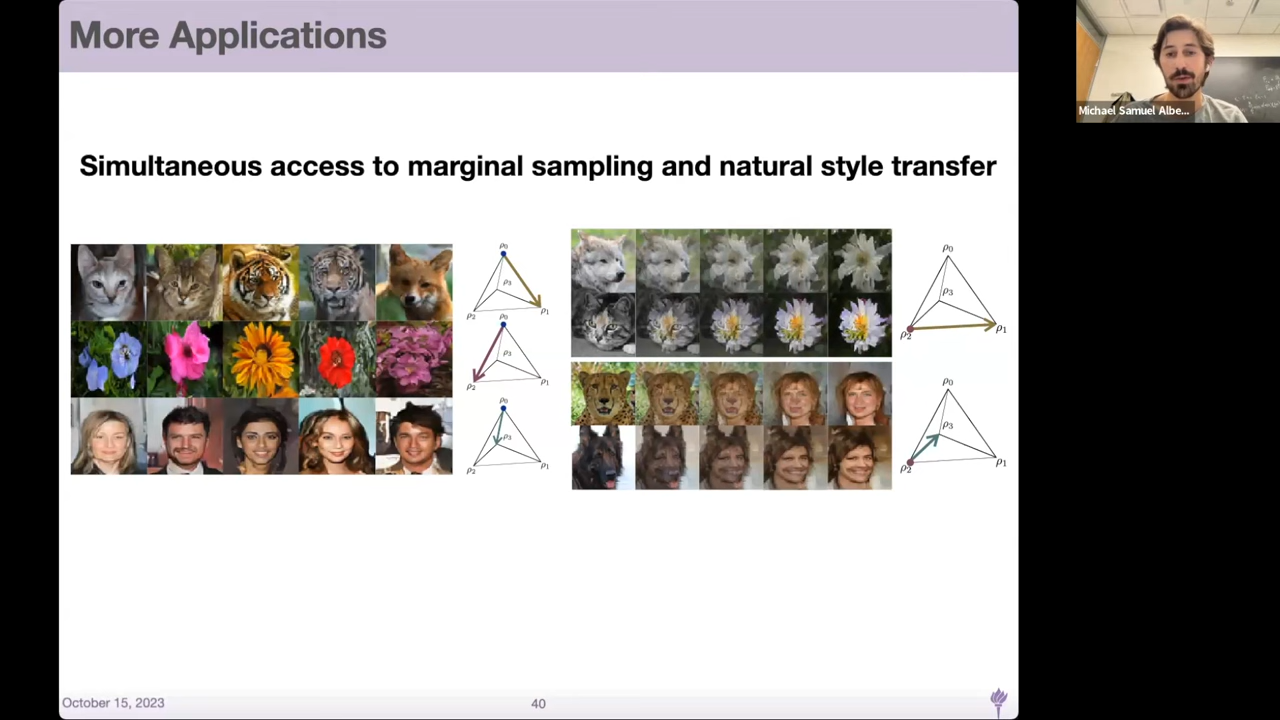 More Applications
Michael Samuel Albe...
Simultaneous access to marginal sampling and natural style transfer
ρ₀
ρ₃
ρ₂
ρ₁
ρ₀
ρ₃
ρ₂
ρ₁
ρ₀
ρ₃
ρ₂
ρ₁
ρ₀
ρ₃
ρ₂
ρ₁
ρ₀
ρ₃
ρ₂
ρ₁
October 15, 2023
40